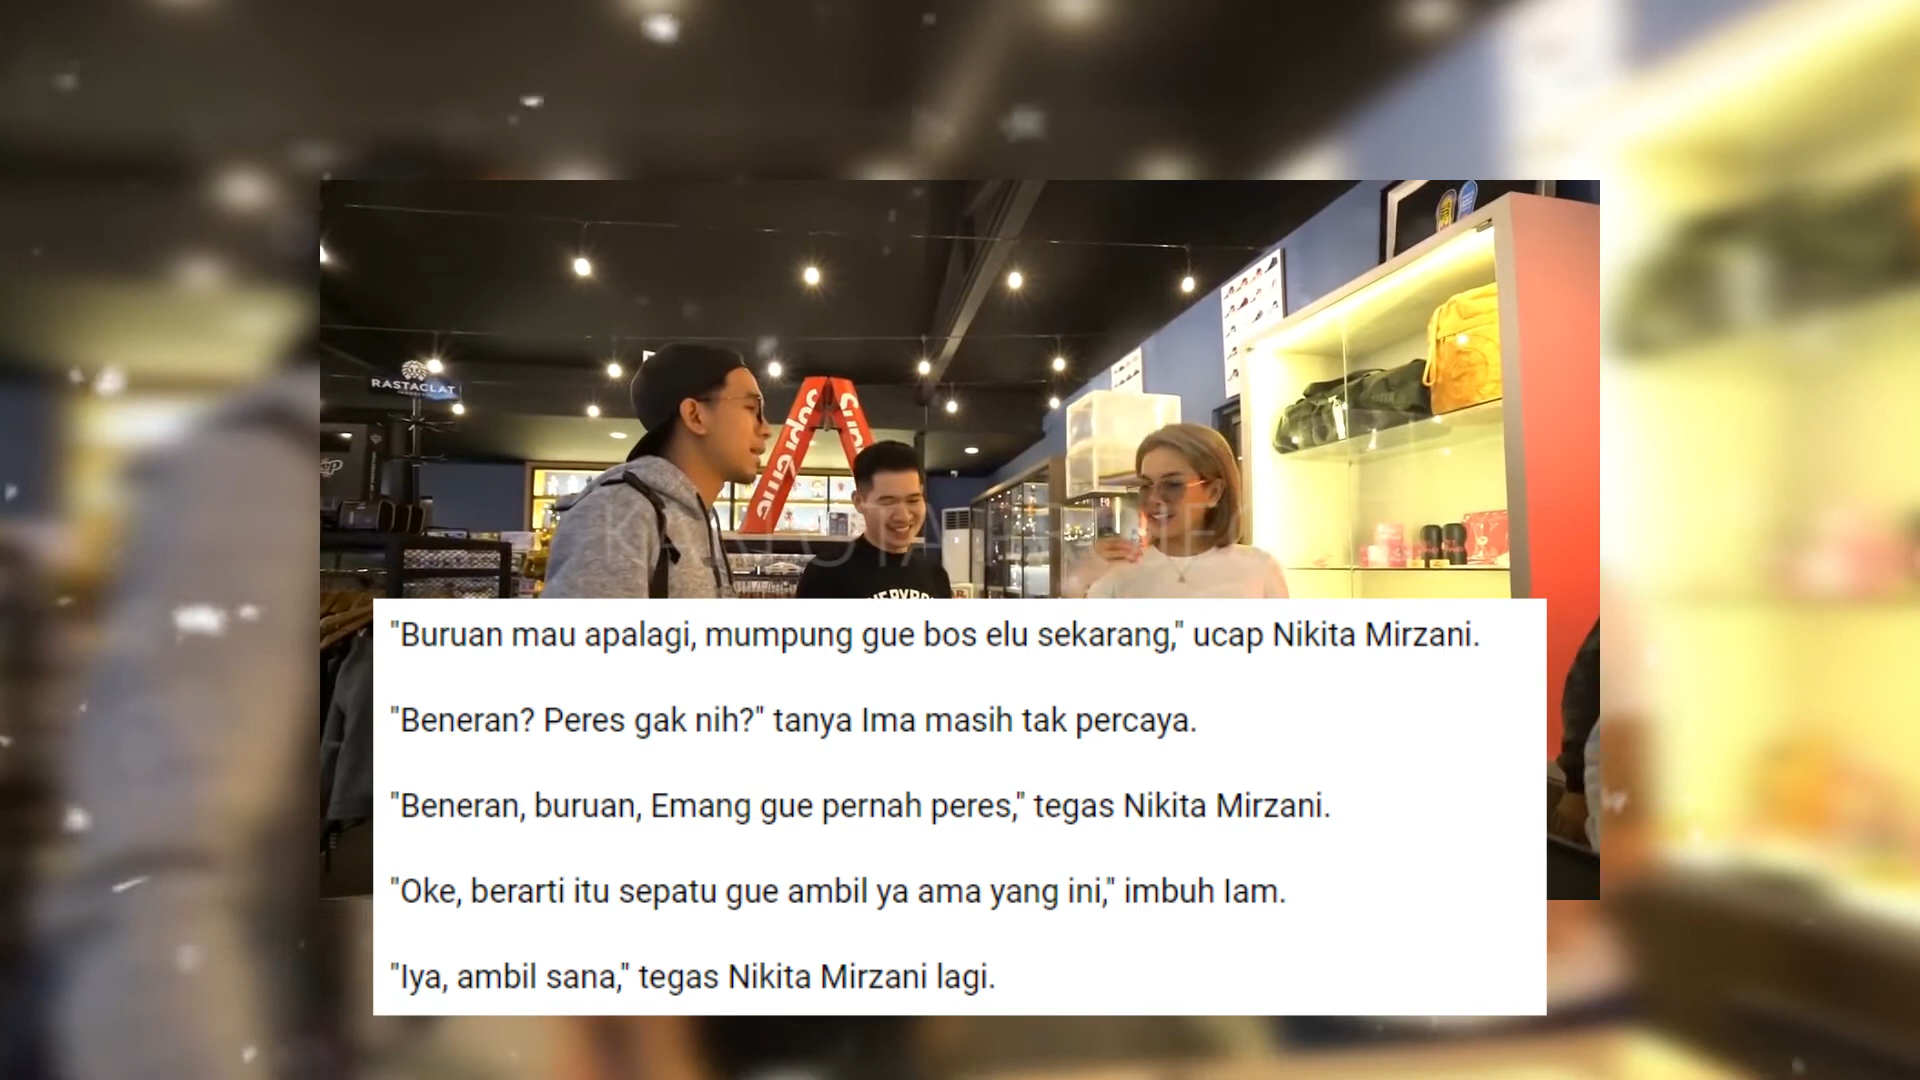 RASTACLAT
Supreme
Sup
"Buruan mau apalagi, mumpung gue bos elu sekarang," ucap Nikita Mirzani.
"Beneran? Peres gak nih?" tanya Ima masih tak percaya.
"Beneran, buruan, Emang gue pernah peres," tegas Nikita Mirzani.
"Oke, berarti itu sepatu gue ambil ya ama yang ini," imbuh Iam.
"Iya, ambil sana," tegas Nikita Mirzani lagi.